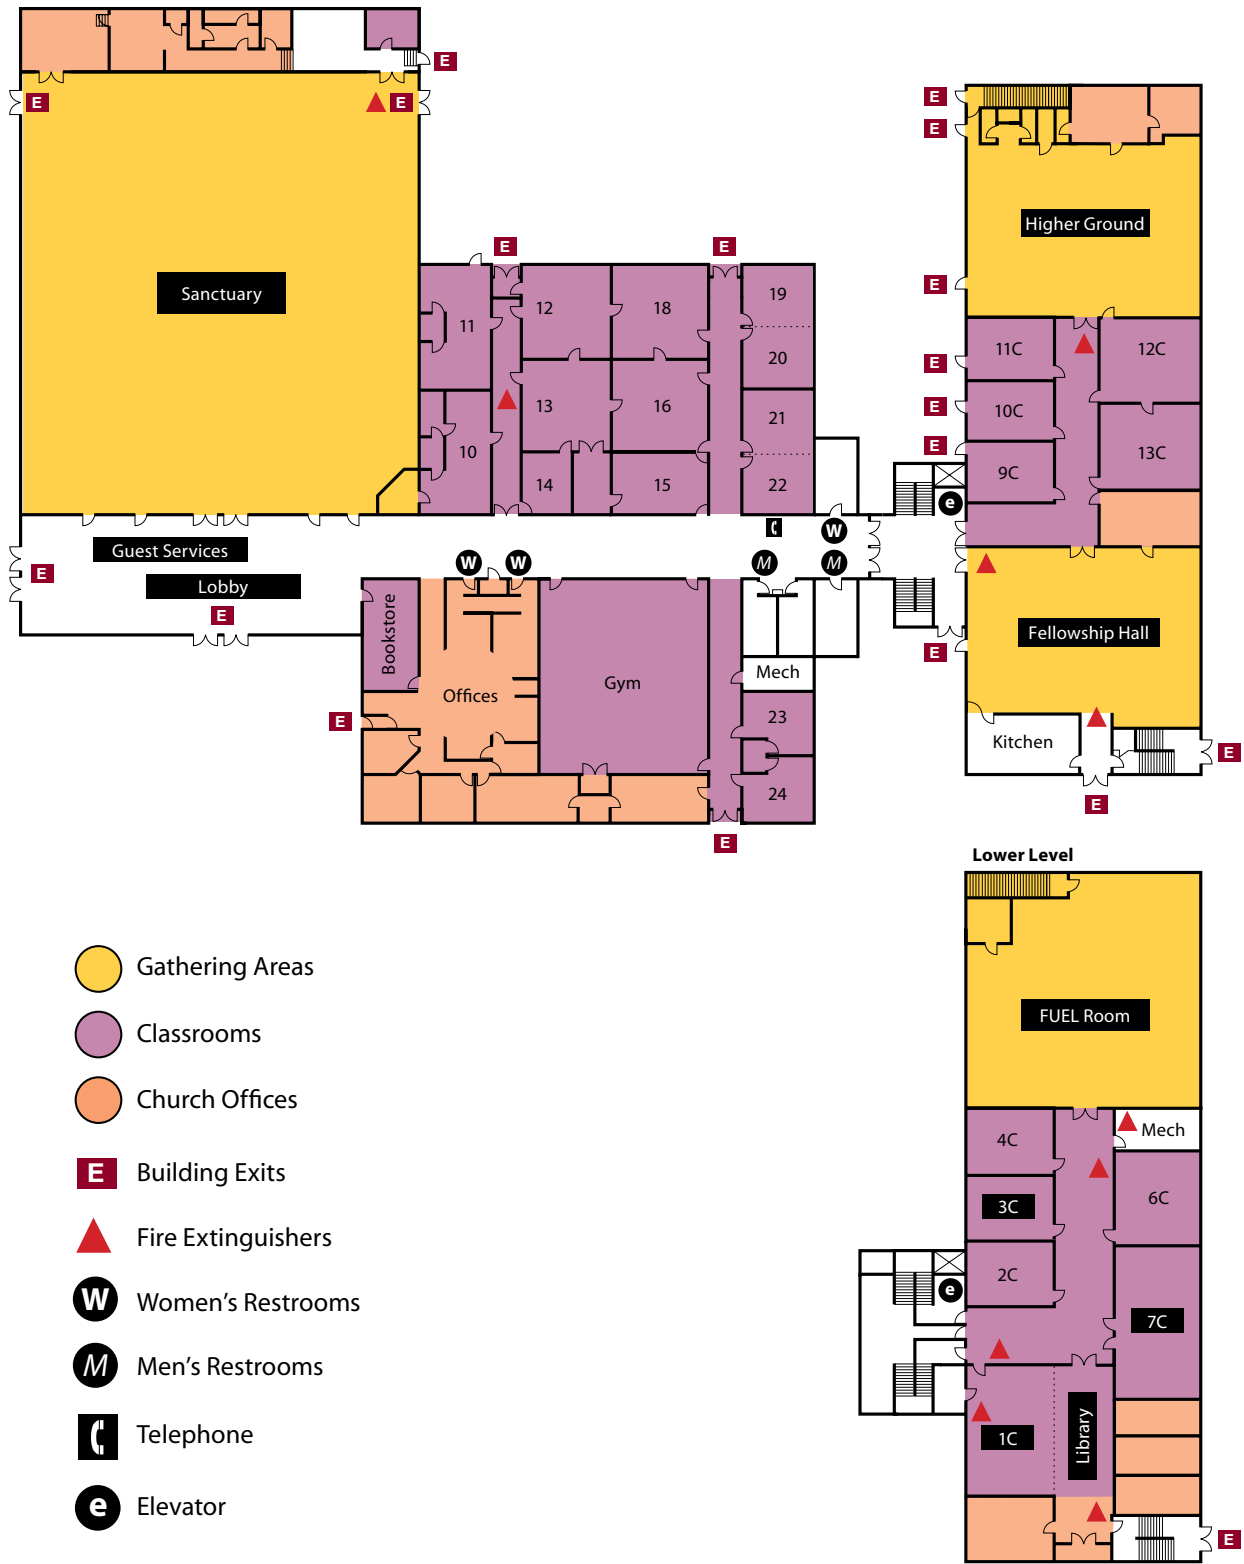 E
E
E
E
E
Higher Ground
E
E
Sanctuary
E
19
11
12
18
11C
12C
20
E
13
16
10C
E
21
10
13C
E
9C
14
15
22
e
W
Guest Services
W
W
M
M
E
Lobby
E
Bookstore
Fellowship Hall
E
Mech
Gym
Offices
23
E
Kitchen
E
24
E
E
Lower Level
Gathering Areas
FUEL Room
Classrooms
Church Offices
4C
Mech
E Building Exits
3C
6C
Fire Extinguishers
2C
e
W Women's Restrooms
7C
M Men's Restrooms
1C
Library
Telephone
e Elevator
E